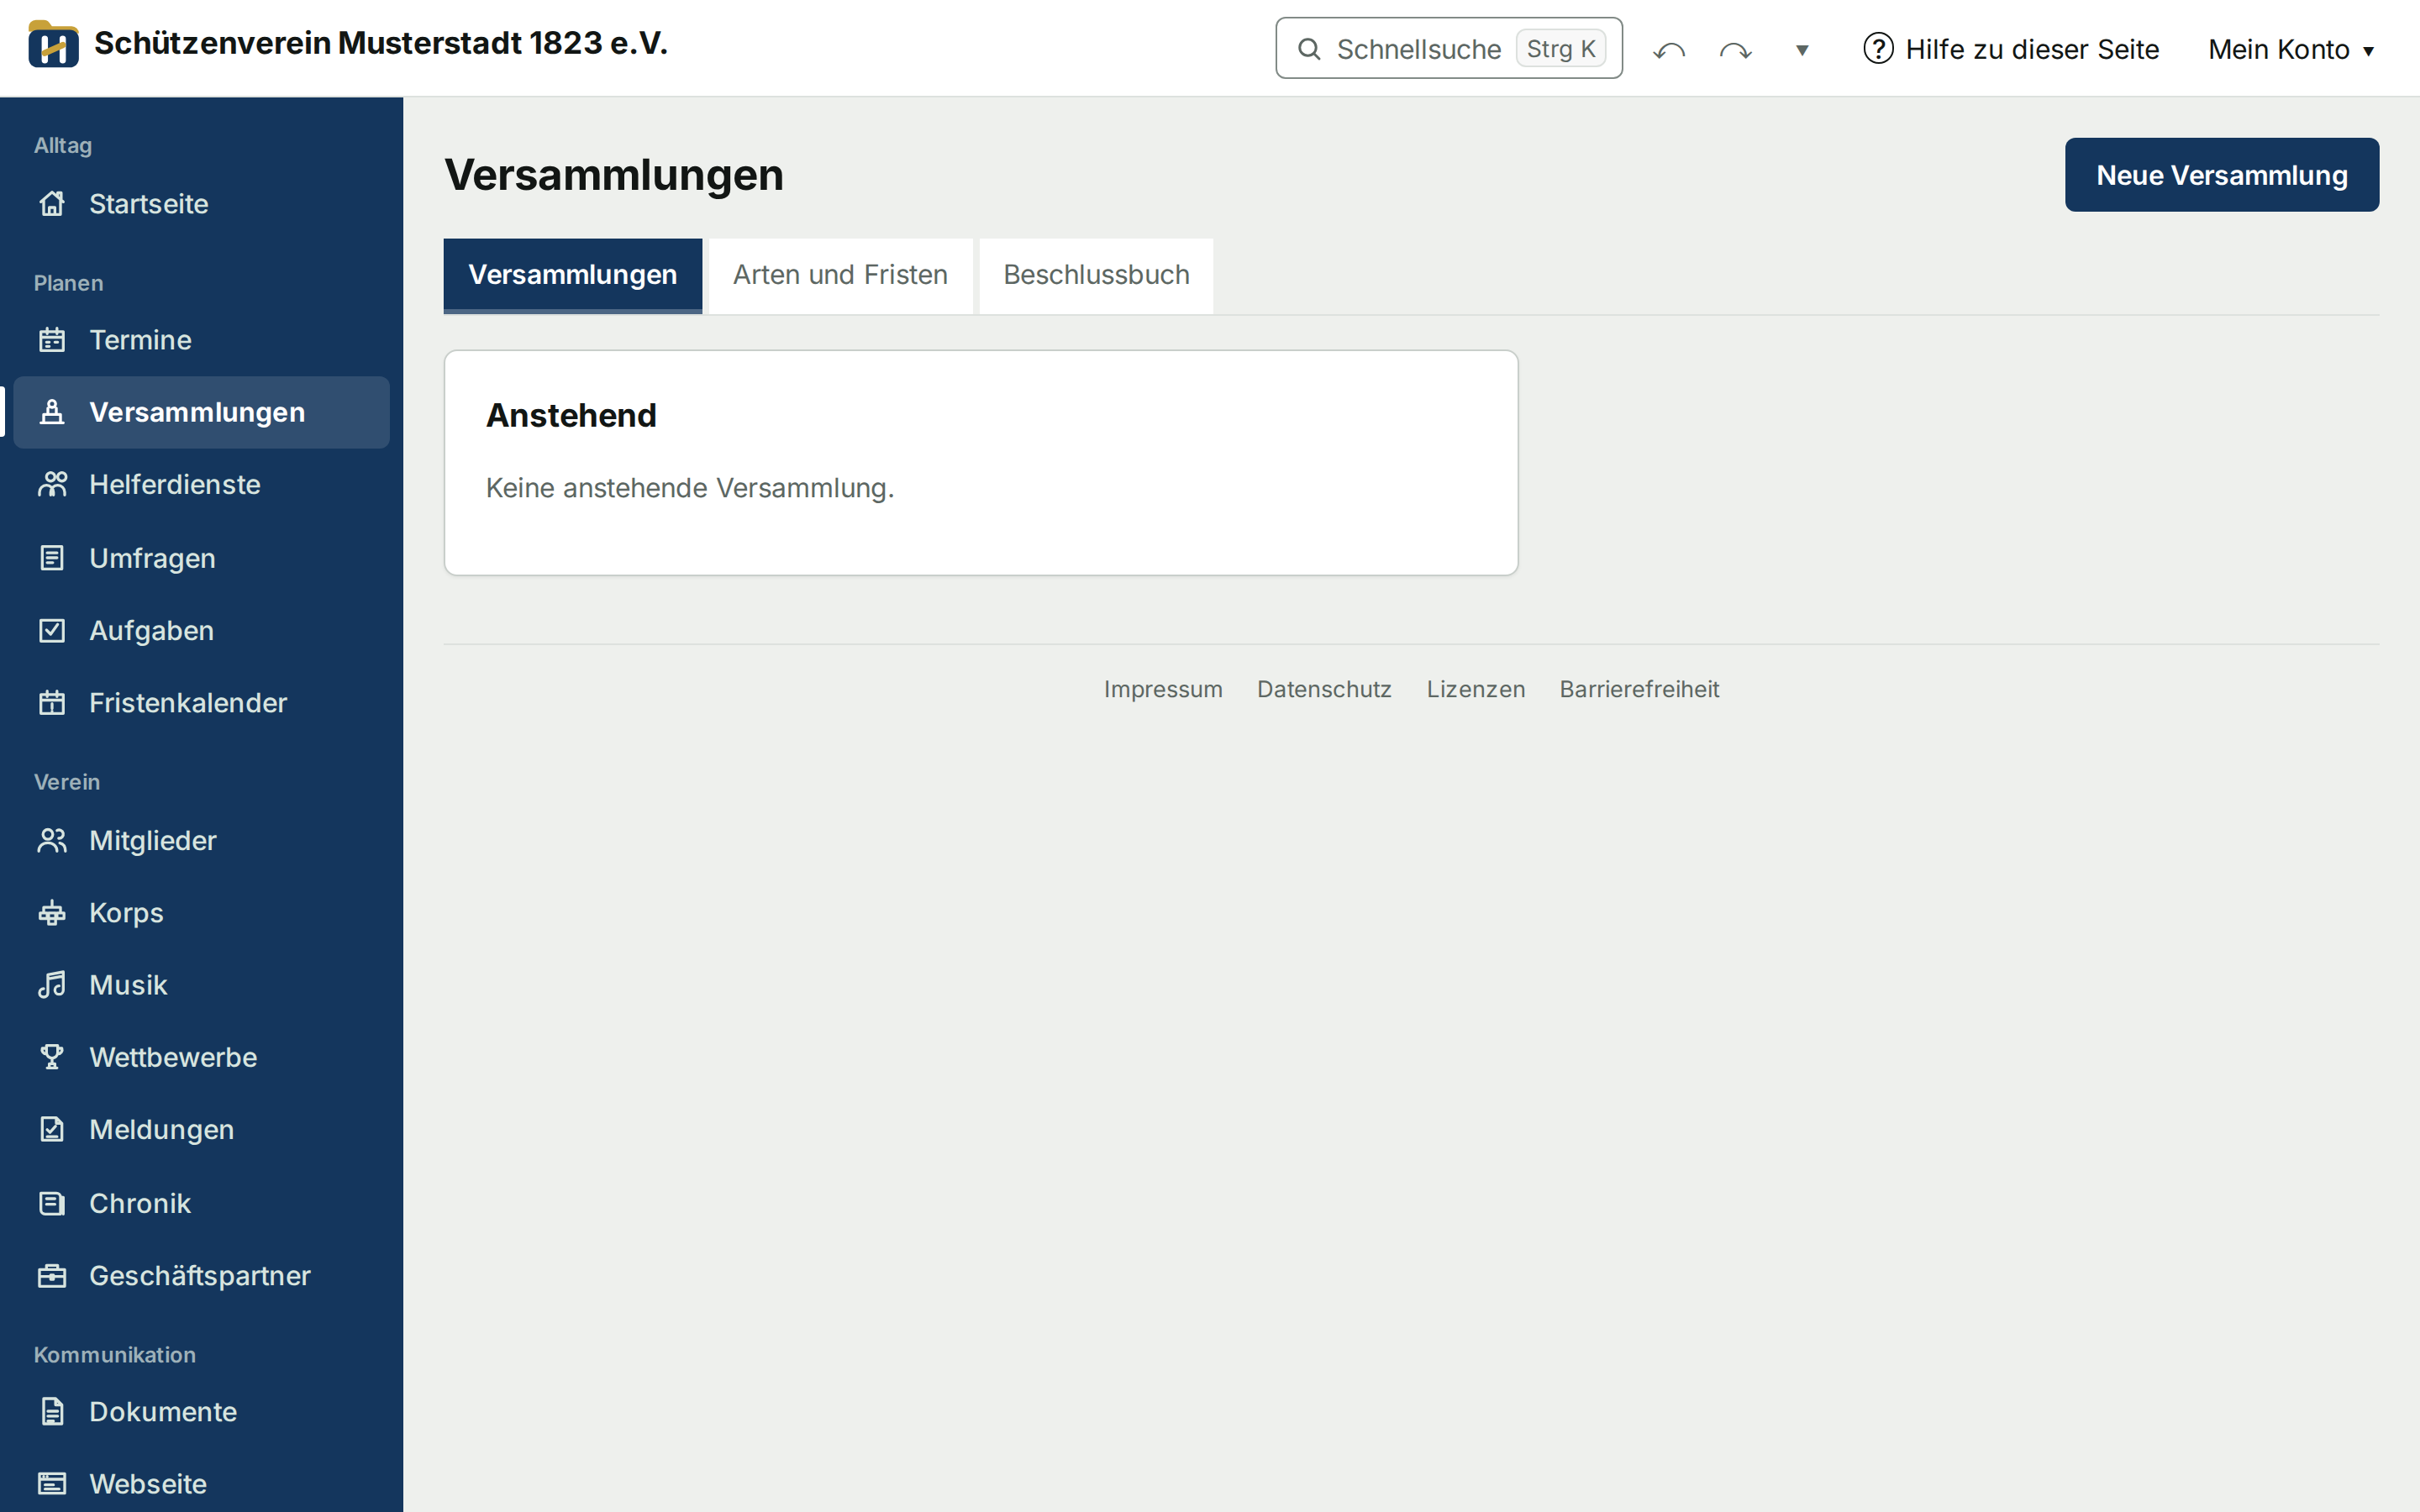 Schützenverein Musterstadt 1823 e.V.
Schnellsuche Strg K
Hilfe zu dieser Seite
Mein Konto
Alltag
Startseite
Planen
Termine
Versammlungen
Helferdienste
Umfragen
Aufgaben
Fristenkalender
Verein
Mitglieder
Korps
Musik
Wettbewerbe
Meldungen
Chronik
Geschäftspartner
Kommunikation
Dokumente
Webseite
Versammlungen
Neue Versammlung
Versammlungen Arten und Fristen Beschlussbuch
Anstehend
Keine anstehende Versammlung.
Impressum Datenschutz Lizenzen Barrierefreiheit